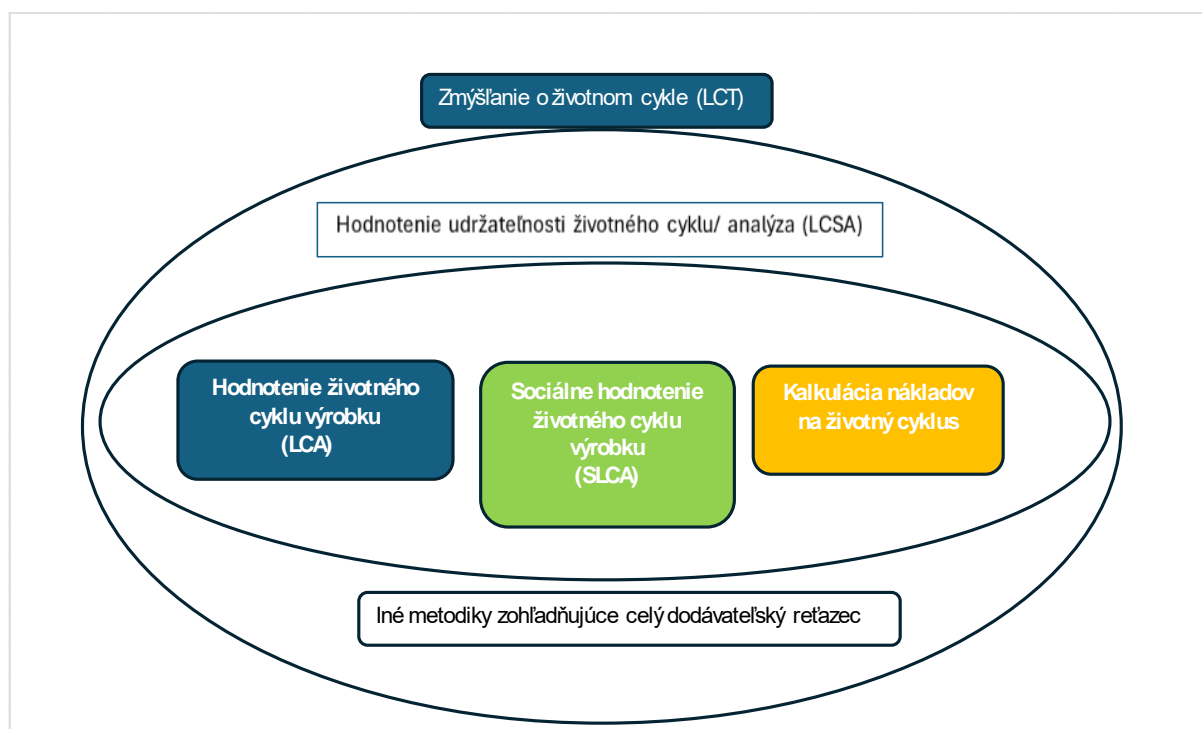 Zmýšľanie o životnom cykle (LCT)
Hodnotenie udržateľnosti životného cyklu/ analýza (LCSA)
Hodnotenie životného
cyklu výrobku
(LCA)
Sociálne hodnotenie
životného cyklu
výrobku
(SLCA)
Kalkulácia nákladov
na životný cyklus
Iné metodiky zohľadňujúce celý dodávateľský reťazec